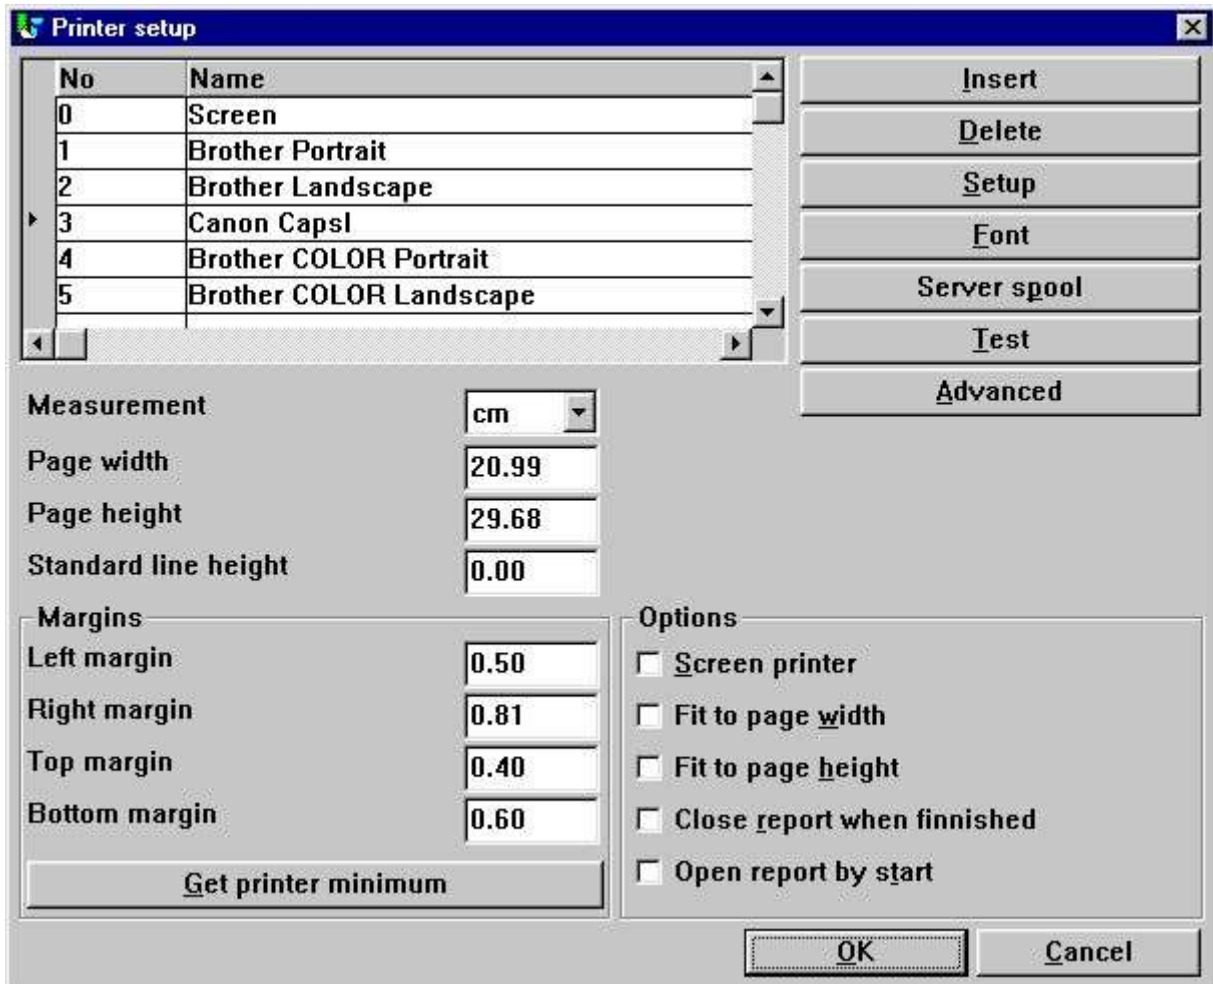 Printer setup
No Name
0 Screen
1 Brother Portrait
2 Brother Landscape
3 Canon Capsl
4 Brother COLOR Portrait
5 Brother COLOR Landscape
Insert
Delete
Setup
Font
Server spool
Test
Advanced
Measurement cm
Page width 20.99
Page height 29.68
Standard line height 0.00
Margins
Left margin 0.50
Right margin 0.81
Top margin 0.40
Bottom margin 0.60
Get printer minimum
Options
Screen printer
Fit to page width
Fit to page height
Close report when finnished
Open report by start
OK Cancel